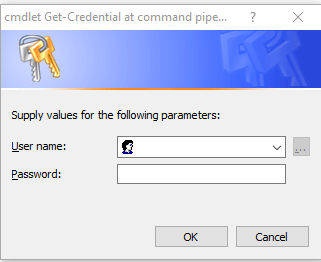 cmdlet Get-Credential at command pipe...
Supply values for the following parameters:
User name:
...
Password:
OK
Cancel